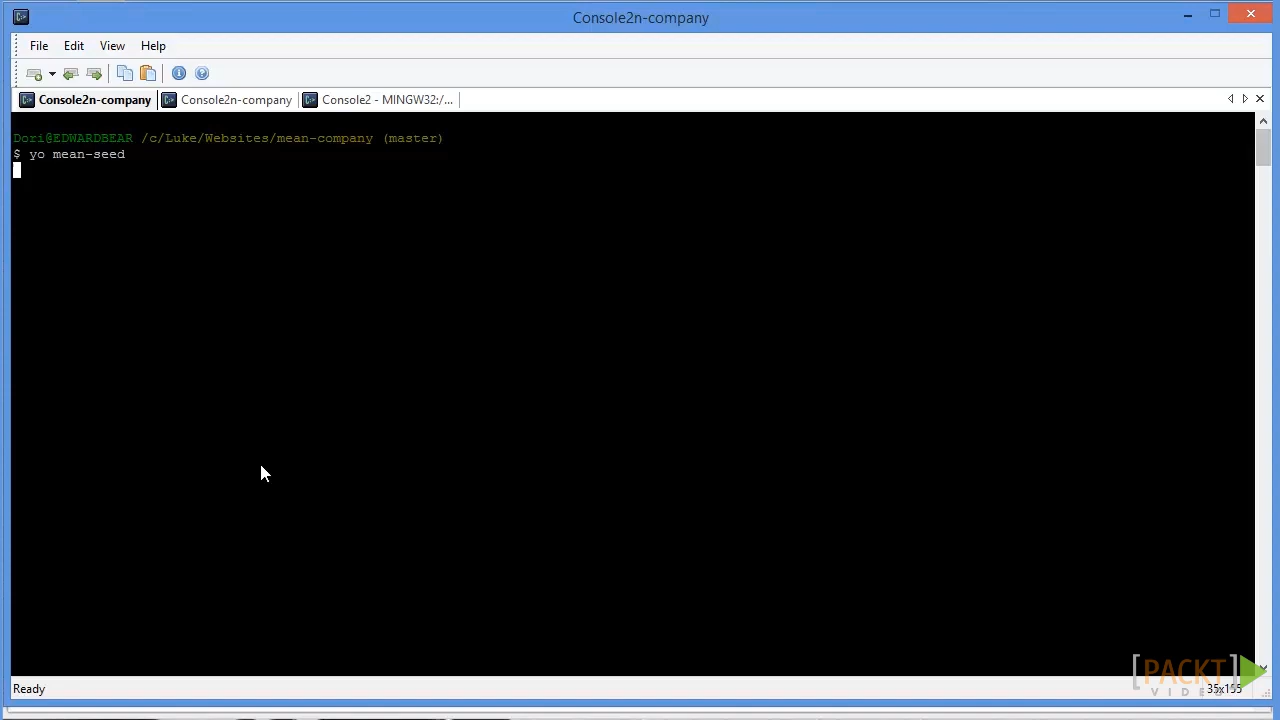 Console2n-company
File Edit View Help
Console2n-company Console2n-company Console2 - MINGW32:/...
Dori@EDWARDBEAR /c/Luke/Websites/mean-company (master)
$ yo mean-seed
[PACKT]
VIDEO
Ready 35x155